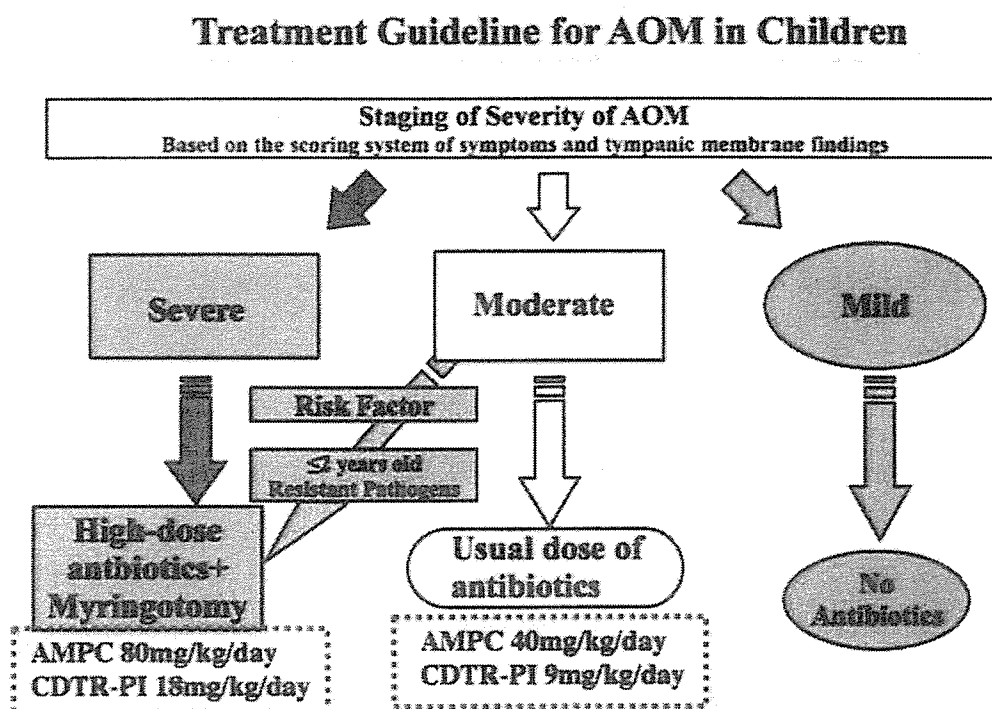 Treatment Guideline for AOM in Children
Staging of Severity of AOM
Based on the scoring system of symptoms and tympanic membrane findings
Severe
Moderate
Mild
Risk Factor
≤2 years old
Resistant Pathogens
High-dose
antbiotics+
Myringotomy
Usual dose of
antibiotics
No
Antibiotics
AMPC 80mg/kg/day
CDTR-PI 18mg/kg/day
AMPC 40mg/kg/day
CDTR-PI 9mg/kg/day